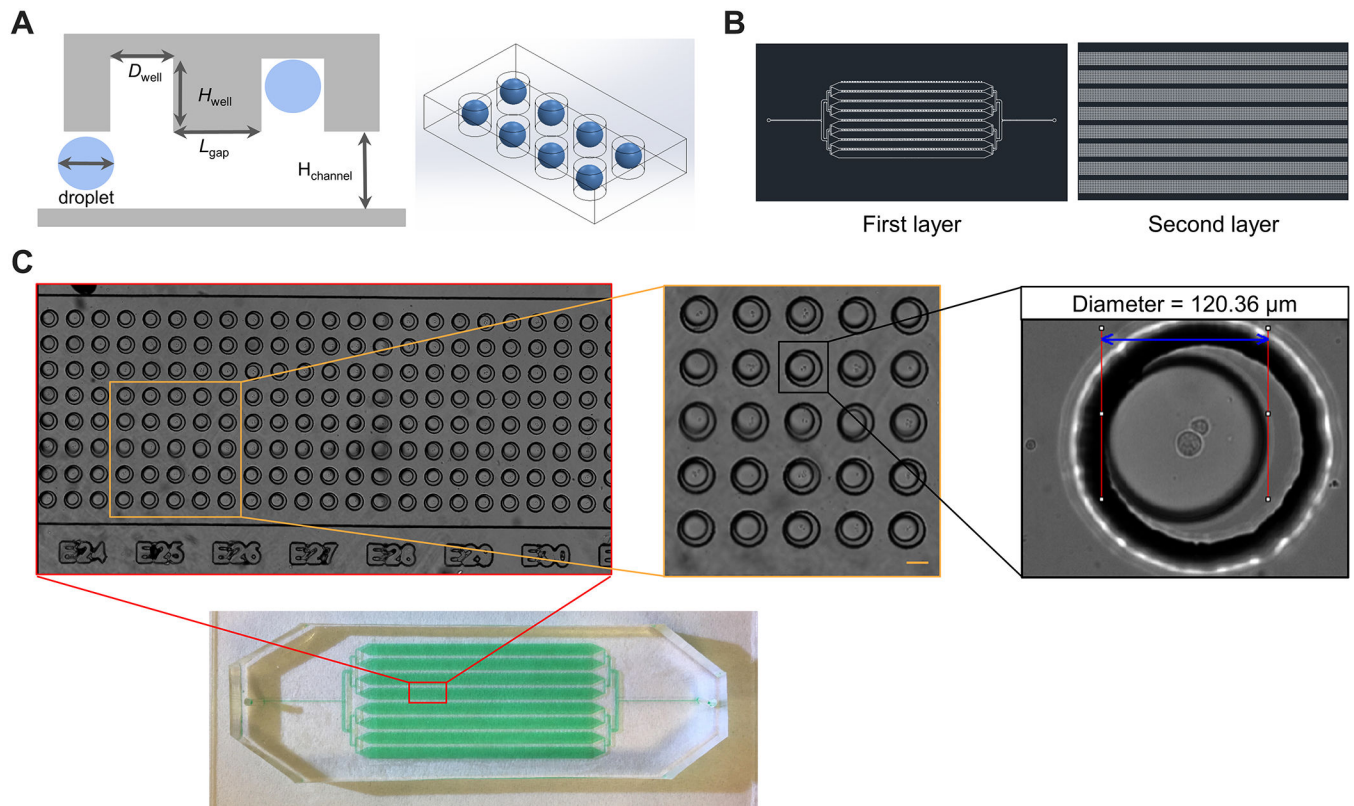 A
D well
H well
L gap
H channel
droplet
B
First layer
Second layer
C
E24 E25 E26 E27 E28 E29 E30
Diameter = 120.36 µm